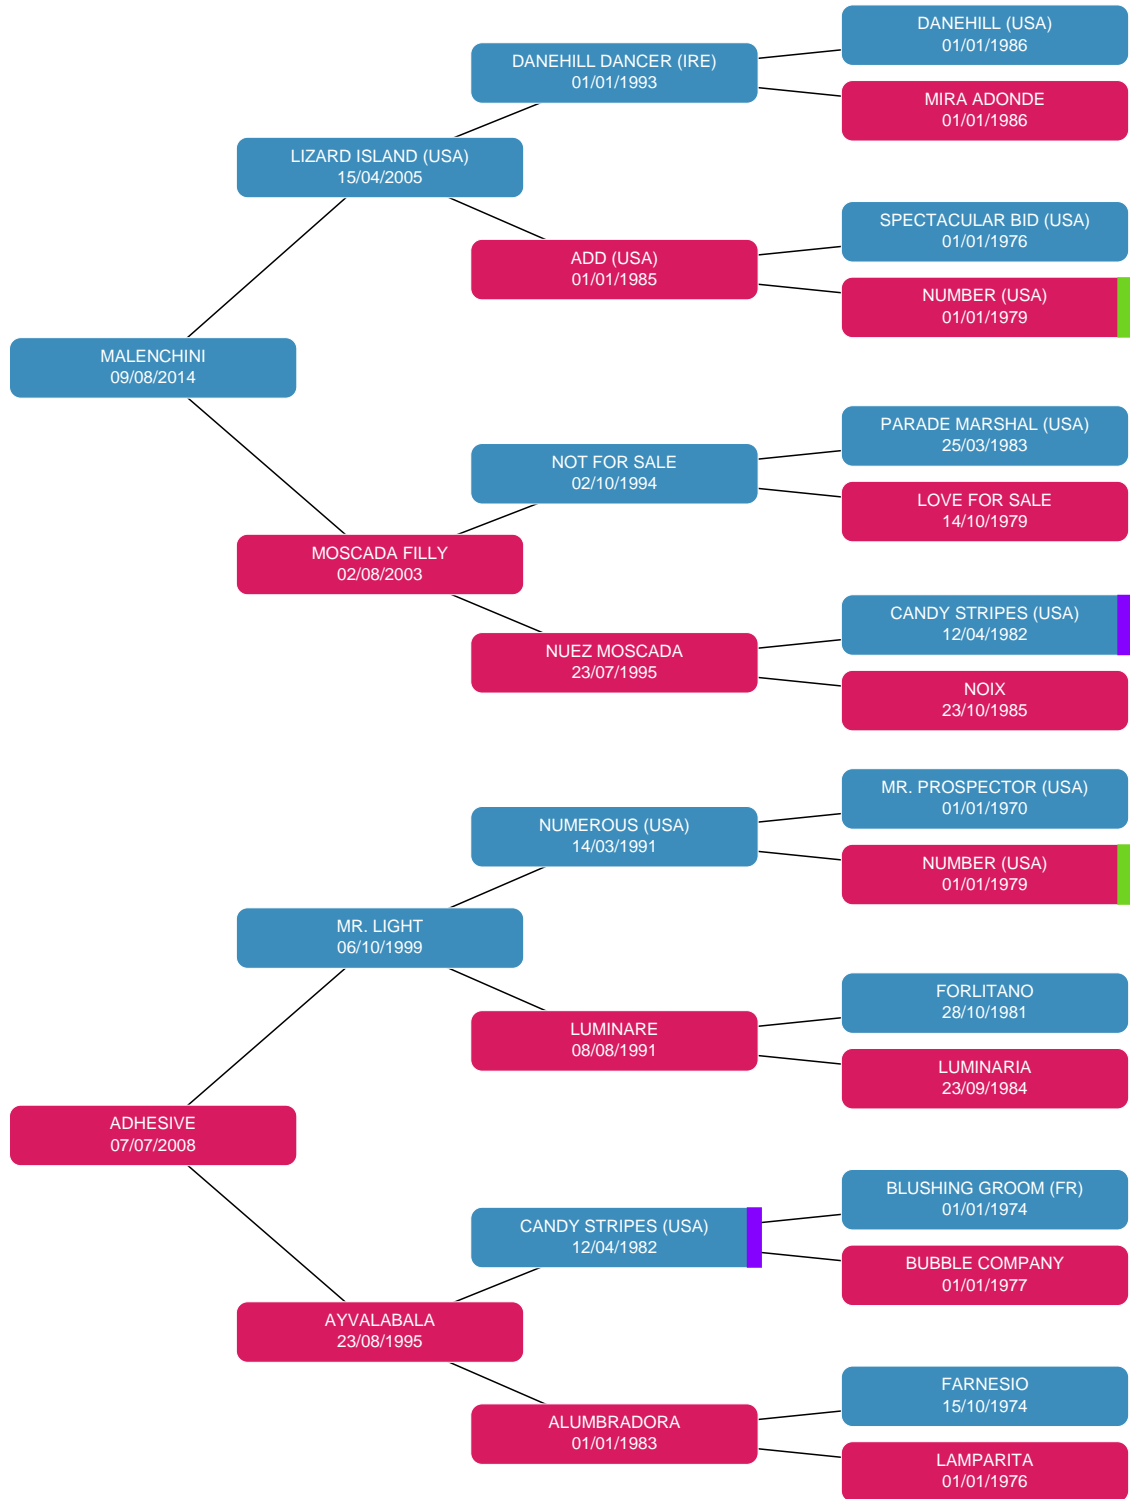 DANEHILL (USA)
01/01/1986
DANEHILL DANCER (IRE)
01/01/1993
MIRA ADONDE
01/01/1986
LIZARD ISLAND (USA)
15/04/2005
SPECTACULAR BID (USA)
01/01/1976
ADD (USA)
01/01/1985
NUMBER (USA)
01/01/1979
MALENCHINI
09/08/2014
PARADE MARSHAL (USA)
25/03/1983
NOT FOR SALE
02/10/1994
LOVE FOR SALE
14/10/1979
MOSCADA FILLY
02/08/2003
CANDY STRIPES (USA)
12/04/1982
NUEZ MOSCADA
23/07/1995
NOIX
23/10/1985
MR. PROSPECTOR (USA)
01/01/1970
NUMEROUS (USA)
14/03/1991
NUMBER (USA)
01/01/1979
MR. LIGHT
06/10/1999
FORLITANO
28/10/1981
LUMINARE
08/08/1991
LUMINARIA
23/09/1984
ADHESIVE
07/07/2008
BLUSHING GROOM (FR)
01/01/1974
CANDY STRIPES (USA)
12/04/1982
BUBBLE COMPANY
01/01/1977
AYVALABALA
23/08/1995
FARNESIO
15/10/1974
ALUMBRADORA
01/01/1983
LAMPARITA
01/01/1976